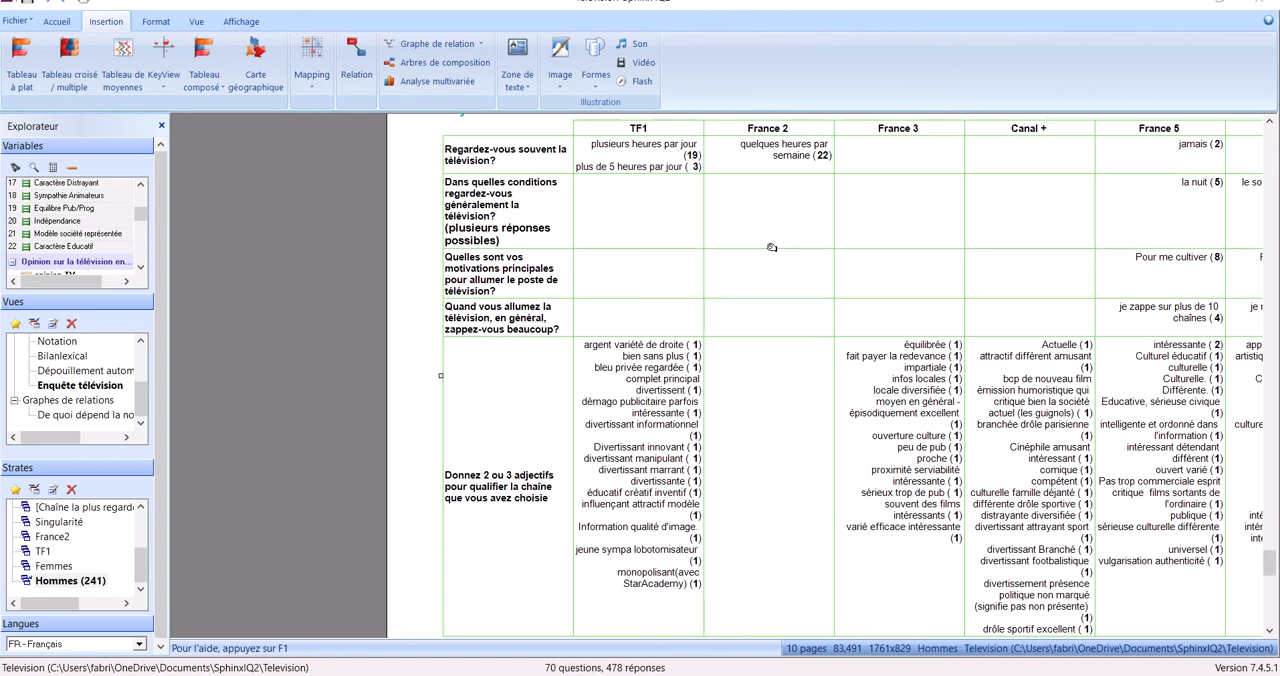 Television SphinxIQ2
Fichier Accueil Insertion Format Vue Affichage
Tableau à plat
Tableau croisé / multiple
Tableau de moyennes
KeyView
Tableau composé
Carte géographique
Mapping
Relation
Graphe de relation
Arbres de composition
Analyse multivariée
Zone de texte
Image
Formes
Son
Vidéo
Flash
Illustration
Explorateur
Variables
17 Caractère Distrayant
18 Sympathie Animateurs
19 Equilibre Pub/Prog
20 Indépendance
21 Modèle société représentée
22 Caractère Educatif
Opinion sur la télévision en...
Vues
Notation
Bilanlexical
Dépouillement autom
Enquête télévision
Graphes de relations
De quoi dépend la no
Strates
[Chaîne la plus regard
Singularité
France2
TF1
Femmes
Hommes (241)
Langues
FR - Français
TF1 France 2 France 3 Canal + France 5
Regardez-vous souvent la
télévision?
plusieurs heures par jour
(19)
plus de 5 heures par jour ( 3)
quelques heures par
semaine (22)
jamais (2)
Dans quelles conditions
regardez-vous
généralement la
télévision?
(plusieurs réponses
possibles)
la nuit (5)
le so
Quelles sont vos
motivations principales
pour allumer le poste de
télévision?
Pour me cultiver (8)
Quand vous allumez la
télévision, en général,
zappez-vous beaucoup?
je zappe sur plus de 10
chaînes (4)
Donnez 2 ou 3 adjectifs
pour qualifier la chaîne
que vous avez choisie
argent variété de droite ( 1)
bien sans plus ( 1)
bleu privée regardée ( 1)
complet principal
divertissent ( 1)
démago publicitaire parfois
intéressante ( 1)
divertissant informationnel
(1)
Divertissant innovant ( 1)
divertissant manipulant ( 1)
divertissant marrant ( 1)
divertissante ( 1)
éducatif créatif inventif ( 1)
influençant attractif modèle
(1)
Information qualité d'image.
(1)
jeune sympa lobotomisateur
(1)
monopolisant(avec
StarAcademy) (1)
équilibrée ( 1)
fait payer la redevance ( 1)
impartiale ( 1)
infos locales ( 1)
locale diversifiée ( 1)
moyen en général -
épisodiquement excellent
(1)
ouverture culture ( 1)
peu de pub ( 1)
proche ( 1)
proximité serviabilité
intéressante ( 1)
sérieux trop de pub ( 1)
souvent des films
intéressants ( 1)
varié efficace intéressante
(1)
Actuelle ( 1)
attractif différent amusant
(1)
bcp de nouveau film
émission humoristique qui
critique bien la société
actuel (les guignols) ( 1)
branchée drôle parisienne
(1)
Cinéphile amusant
intéressant ( 1)
comique ( 1)
compétent ( 1)
culturelle famille déjanté ( 1)
différente drôle sportive ( 1)
distrayante diversifiée ( 1)
divertissant attrayant sport
(1)
divertissant Branché ( 1)
divertissant footbalistique
(1)
divertissement présence
politique non marqué
(signifie pas non présente)
(1)
drôle sportif excellent ( 1)
intéressante ( 2)
Culturel éducatif ( 1)
culturelle ( 1)
Culturelle. ( 1)
Différente. ( 1)
Educative, sérieuse civique
(1)
intelligente et ordonné dans
l'information ( 1)
intéressant détendant
différent ( 1)
ouvert varié ( 1)
Pas trop commerciale esprit
critique films sortants de
l'ordinaire ( 1)
publique ( 1)
sérieuse culturelle différente
(1)
universel ( 1)
vulgarisation authenticité ( 1)
Pour l'aide, appuyez sur F1
10 pages 83,491 1761x829 Hommes Television (C:\Users\fabri\OneDrive\Documents\SphinxIQ2\Television)
Television (C:\Users\fabri\OneDrive\Documents\SphinxIQ2\Television) 70 questions, 478 réponses Version 7.4.5.1